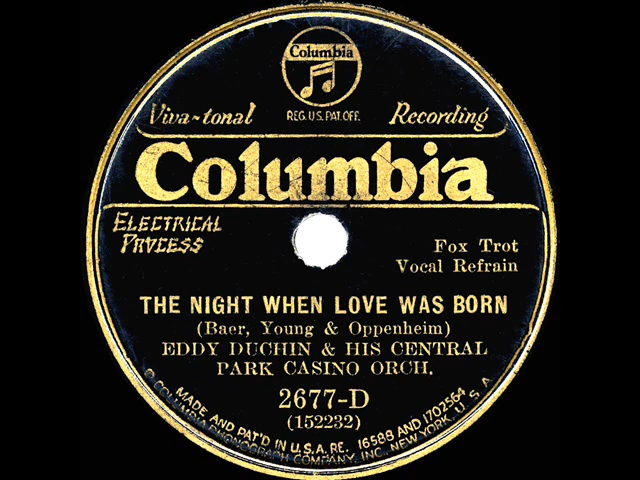 Columbia
REG. U.S. PAT. OFF.
Viva-tonal Recording
Columbia
ELECTRICAL
PROCESS
Fox Trot
Vocal Refrain
THE NIGHT WHEN LOVE WAS BORN
(Baer, Young & Oppenheim)
EDDY DUCHIN & HIS CENTRAL
PARK CASINO ORCH.
2677-D
(152232)
MADE AND PAT'D IN U.S.A. RE. 16588 AND 1702564
COLUMBIA PHONOGRAPH COMPANY, INC. NEW YORK, U.S.A